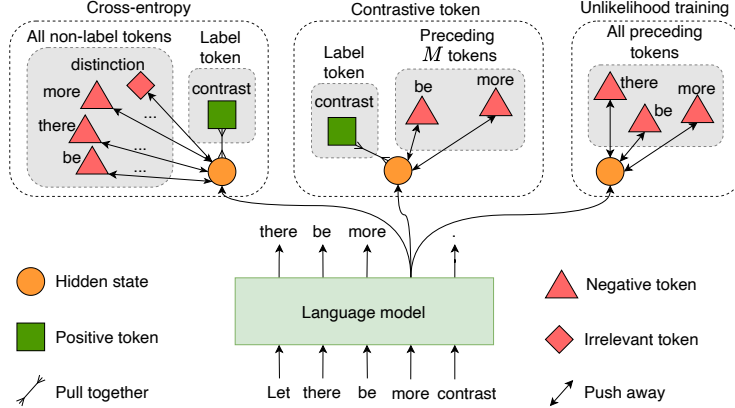 Cross-entropy
All non-label tokens
distinction
more
there
be
...
...
...
Label
token
contrast
Contrastive token
Label
token
contrast
Preceding
M tokens
be
more
Unlikelihood training
All preceding
tokens
there
be
more
there be more .
Language model
Let there be more contrast
Hidden state
Positive token
Pull together
Negative token
Irrelevant token
Push away